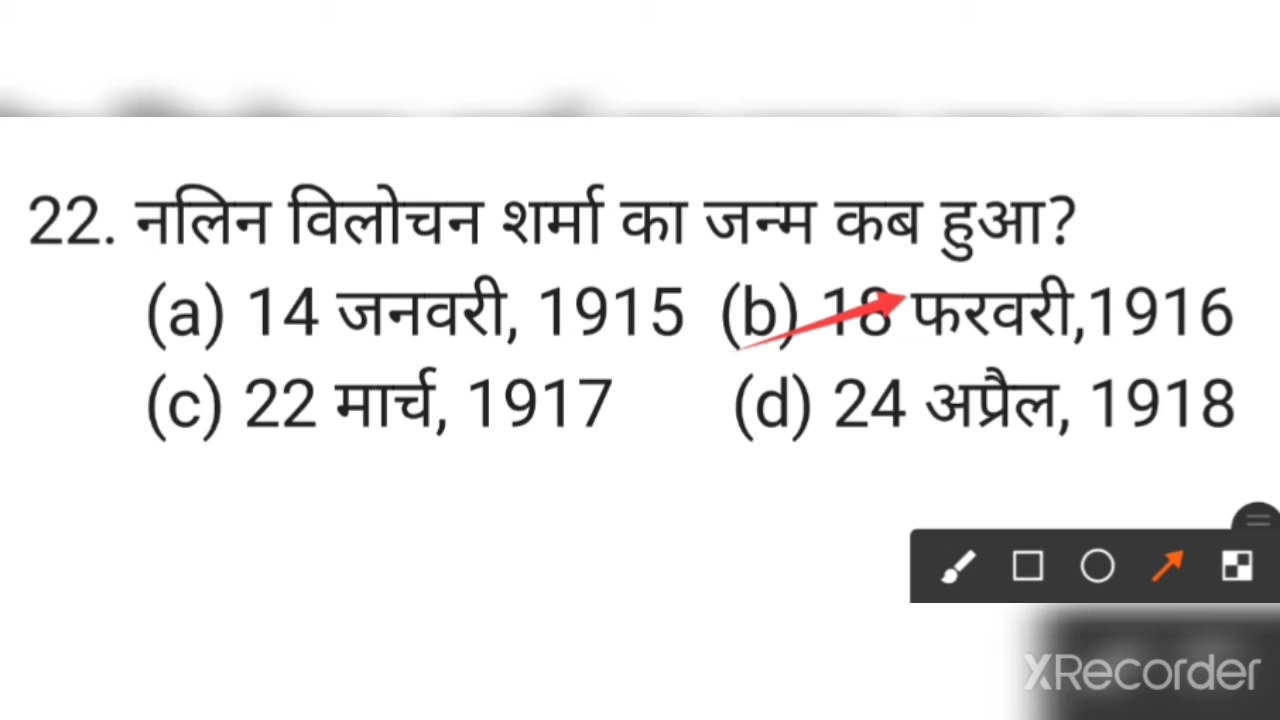 22. नलिन विलोचन शर्मा का जन्म कब हुआ?
(a) 14 जनवरी, 1915 (b) 18 फरवरी,1916
(c) 22 मार्च, 1917 (d) 24 अप्रैल, 1918
XRecorder